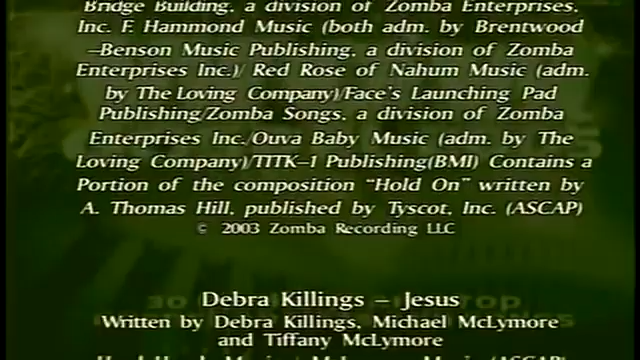 Bridge Building, a division of Zomba Enterprises,
Inc. F. Hammond Music (both adm. by Brentwood
–Benson Music Publishing, a division of Zomba
Enterprises Inc.)/ Red Rose of Nahum Music (adm.
by The Loving Company)/Face's Launching Pad
Publishing/Zomba Songs, a division of Zomba
Enterprises Inc./Ouva Baby Music (adm. by The
Loving Company)/TITK–1 Publishing(BMI) Contains a
Portion of the composition “Hold On” written by
A. Thomas Hill, published by Tyscot, Inc. (ASCAP)
© 2003 Zomba Recording LLC
Debra Killings – Jesus
Written by Debra Killings, Michael McLymore
and Tiffany McLymore